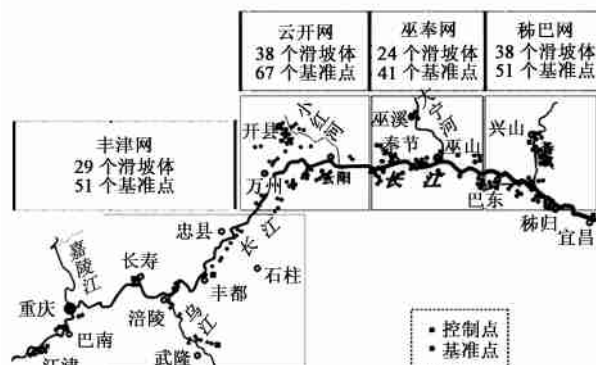 云开网
38 个滑坡体
67 个基准点
巫奉网
24 个滑坡体
41 个基准点
秭巴网
38 个滑坡体
51 个基准点
丰津网
29 个滑坡体
51 个基准点
小红河
开县
巫溪
大宁河
兴山
奉节
巫山
万州
云阳
长江
巴东
秭归
宜昌
忠县
长江
石柱
嘉陵江
长寿
丰都
重庆
涪陵
乌江
巴南
武隆
江津
控制点
基准点